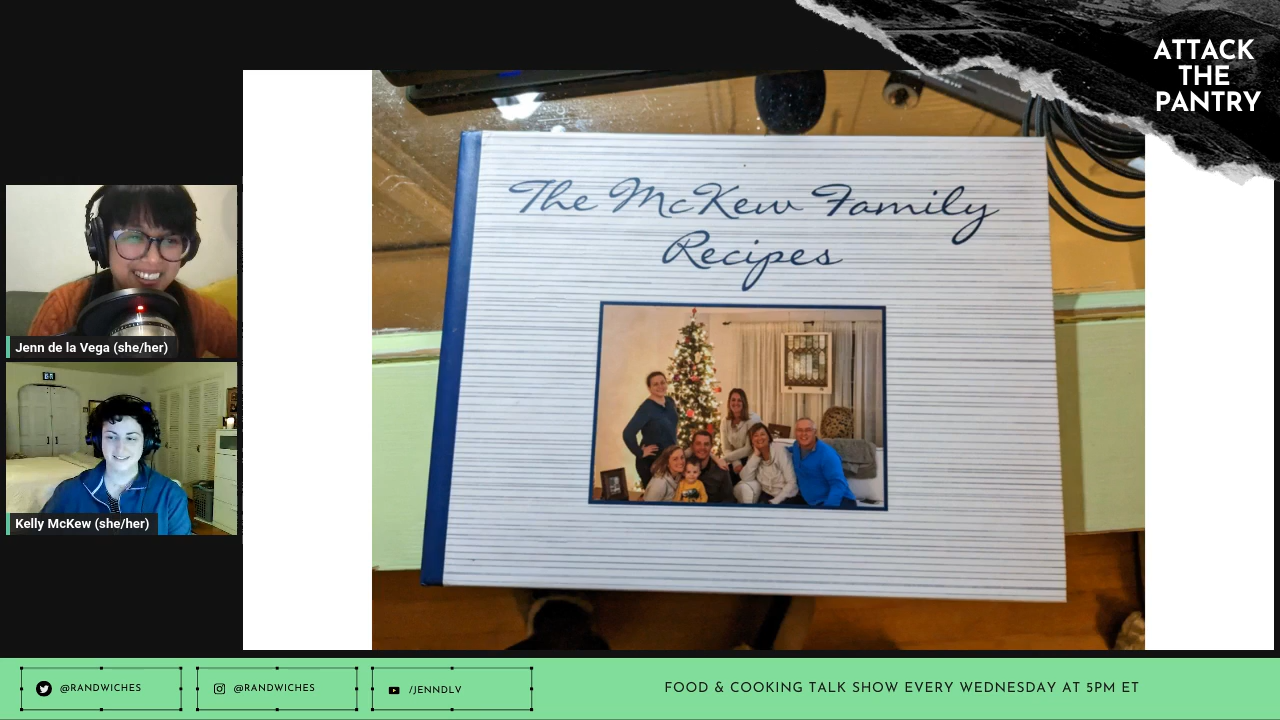 ATTACK
THE
PANTRY
The McKew Family
Recipes
Jenn de la Vega (she/her)
Kelly McKew (she/her)
@RANDWICHES
@RANDWICHES
/JENNDLV
FOOD & COOKING TALK SHOW EVERY WEDNESDAY AT 5PM ET